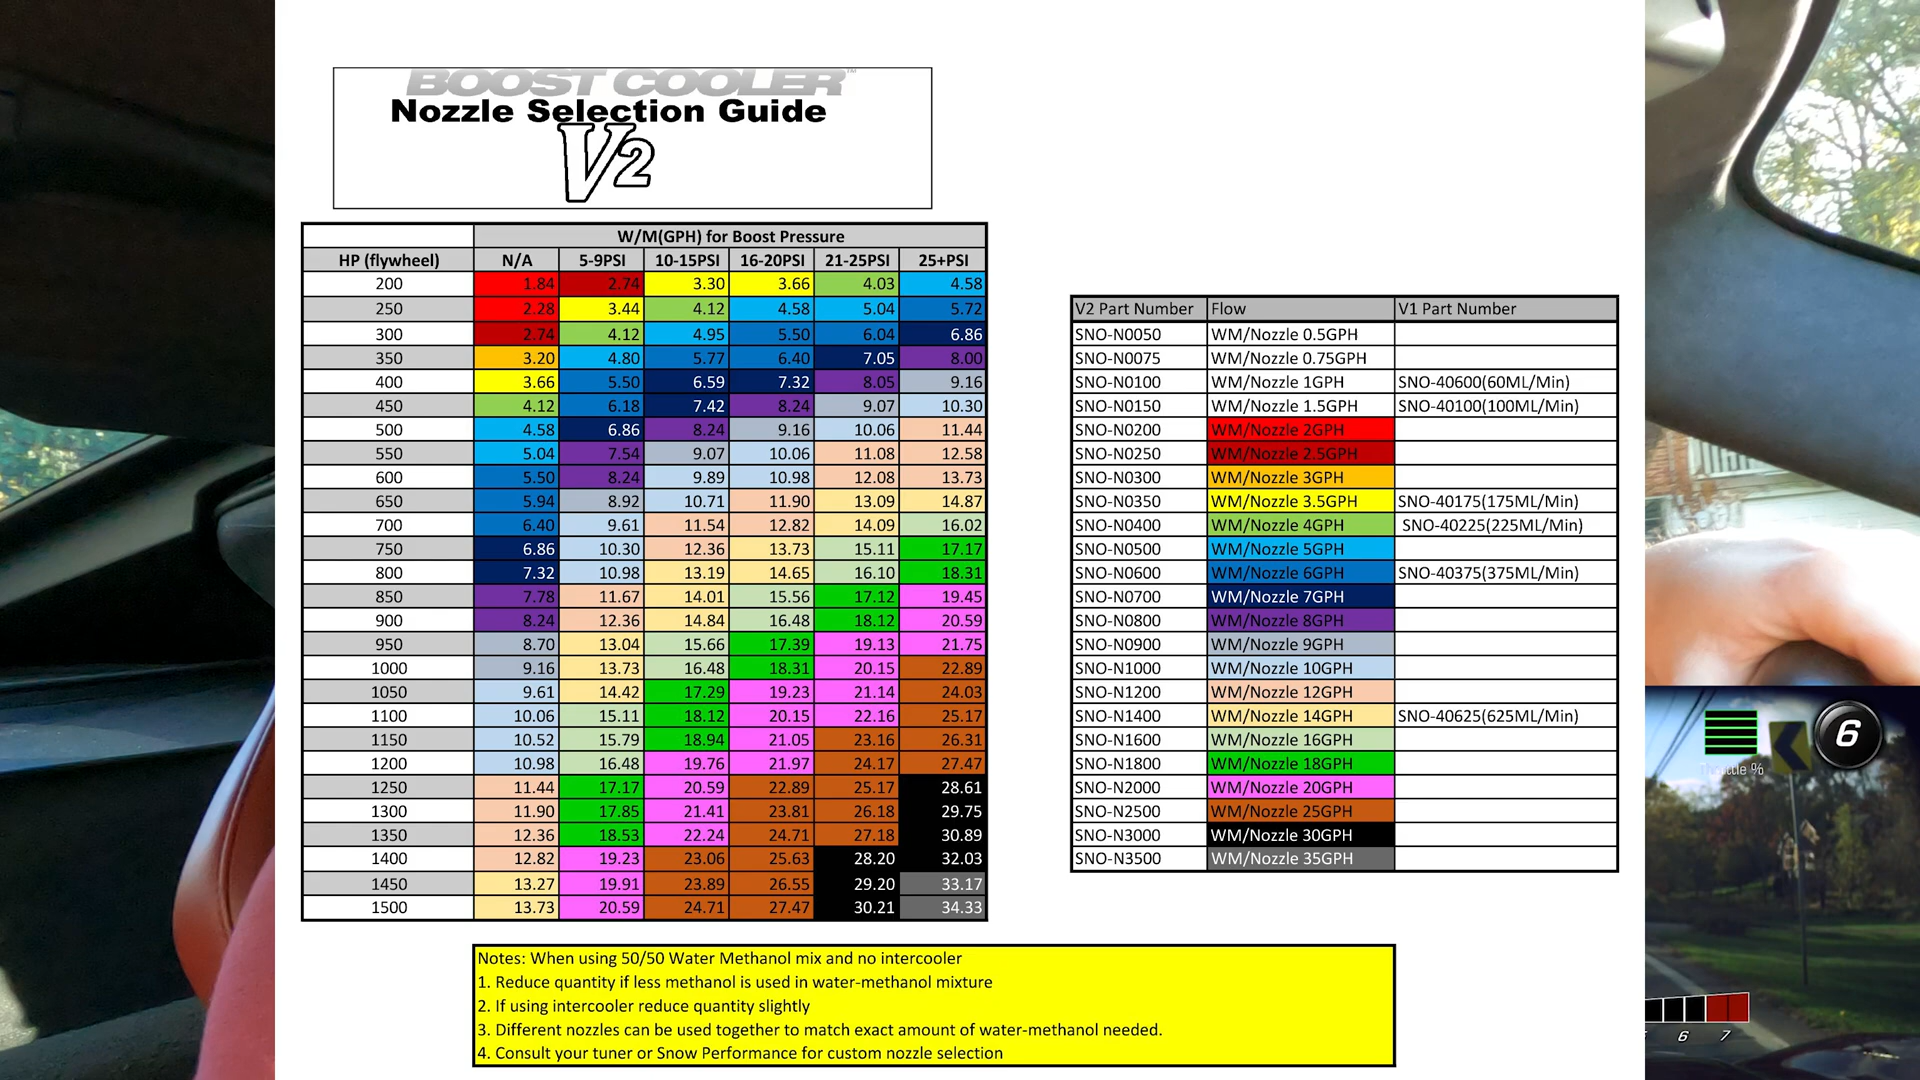 BOOST COOLER™
Nozzle Selection Guide
V2
W/M(GPH) for Boost Pressure
HP (flywheel) N/A 5-9PSI 10-15PSI 16-20PSI 21-25PSI 25+PSI
200 1.84 2.74 3.30 3.66 4.03 4.58
250 2.28 3.44 4.12 4.58 5.04 5.72
300 2.74 4.12 4.95 5.50 6.04 6.86
350 3.20 4.80 5.77 6.40 7.05 8.00
400 3.66 5.50 6.59 7.32 8.05 9.16
450 4.12 6.18 7.42 8.24 9.07 10.30
500 4.58 6.86 8.24 9.16 10.06 11.44
550 5.04 7.54 9.07 10.06 11.08 12.58
600 5.50 8.24 9.89 10.98 12.08 13.73
650 5.94 8.92 10.71 11.90 13.09 14.87
700 6.40 9.61 11.54 12.82 14.09 16.02
750 6.86 10.30 12.36 13.73 15.11 17.17
800 7.32 10.98 13.19 14.65 16.10 18.31
850 7.78 11.67 14.01 15.56 17.12 19.45
900 8.24 12.36 14.84 16.48 18.12 20.59
950 8.70 13.04 15.66 17.39 19.13 21.75
1000 9.16 13.73 16.48 18.31 20.15 22.89
1050 9.61 14.42 17.29 19.23 21.14 24.03
1100 10.06 15.11 18.12 20.15 22.16 25.17
1150 10.52 15.79 18.94 21.05 23.16 26.31
1200 10.98 16.48 19.76 21.97 24.17 27.47
1250 11.44 17.17 20.59 22.89 25.17 28.61
1300 11.90 17.85 21.41 23.81 26.18 29.75
1350 12.36 18.53 22.24 24.71 27.18 30.89
1400 12.82 19.23 23.06 25.63 28.20 32.03
1450 13.27 19.91 23.89 26.55 29.20 33.17
1500 13.73 20.59 24.71 27.47 30.21 34.33
V2 Part Number Flow V1 Part Number
SNO-N0050 WM/Nozzle 0.5GPH
SNO-N0075 WM/Nozzle 0.75GPH
SNO-N0100 WM/Nozzle 1GPH SNO-40600(60ML/Min)
SNO-N0150 WM/Nozzle 1.5GPH SNO-40100(100ML/Min)
SNO-N0200 WM/Nozzle 2GPH
SNO-N0250 WM/Nozzle 2.5GPH
SNO-N0300 WM/Nozzle 3GPH
SNO-N0350 WM/Nozzle 3.5GPH SNO-40175(175ML/Min)
SNO-N0400 WM/Nozzle 4GPH SNO-40225(225ML/Min)
SNO-N0500 WM/Nozzle 5GPH
SNO-N0600 WM/Nozzle 6GPH SNO-40375(375ML/Min)
SNO-N0700 WM/Nozzle 7GPH
SNO-N0800 WM/Nozzle 8GPH
SNO-N0900 WM/Nozzle 9GPH
SNO-N1000 WM/Nozzle 10GPH
SNO-N1200 WM/Nozzle 12GPH
SNO-N1400 WM/Nozzle 14GPH SNO-40625(625ML/Min)
SNO-N1600 WM/Nozzle 16GPH
SNO-N1800 WM/Nozzle 18GPH
SNO-N2000 WM/Nozzle 20GPH
SNO-N2500 WM/Nozzle 25GPH
SNO-N3000 WM/Nozzle 30GPH
SNO-N3500 WM/Nozzle 35GPH
Notes: When using 50/50 Water Methanol mix and no intercooler
1. Reduce quantity if less methanol is used in water-methanol mixture
2. If using intercooler reduce quantity slightly
3. Different nozzles can be used together to match exact amount of water-methanol needed.
4. Consult your tuner or Snow Performance for custom nozzle selection
6
Throttle %
6 7